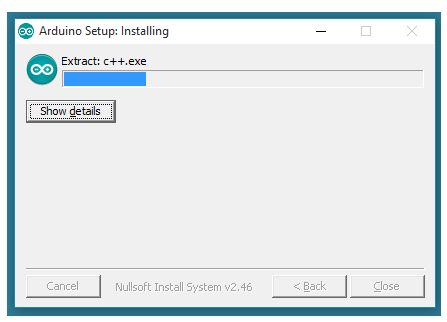 Arduino Setup: Installing
Extract: c++.exe
Show details
Cancel
Nullsoft Install System v2.46
< Back
Close